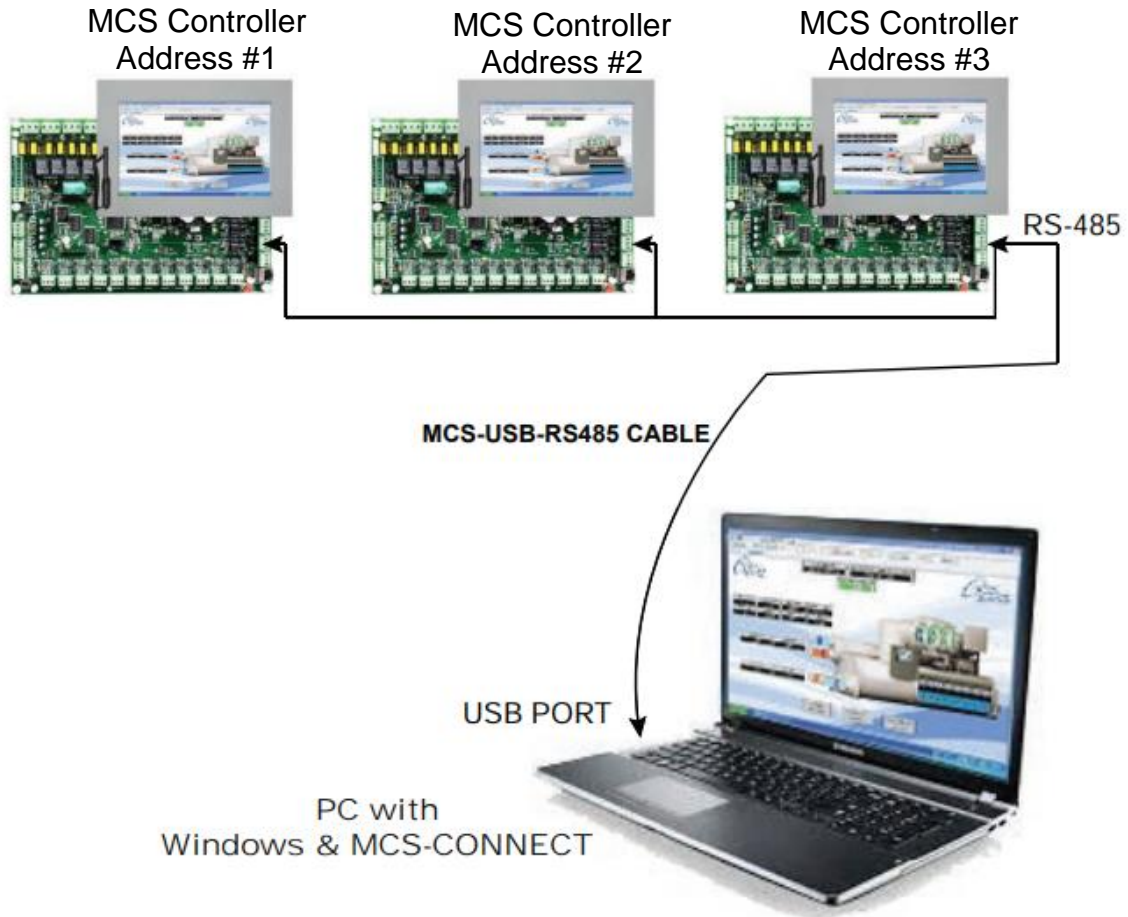 MCS Controller
Address #1
MCS Controller
Address #2
MCS Controller
Address #3
RS-485
MCS-USB-RS485 CABLE
USB PORT
PC with
Windows & MCS-CONNECT